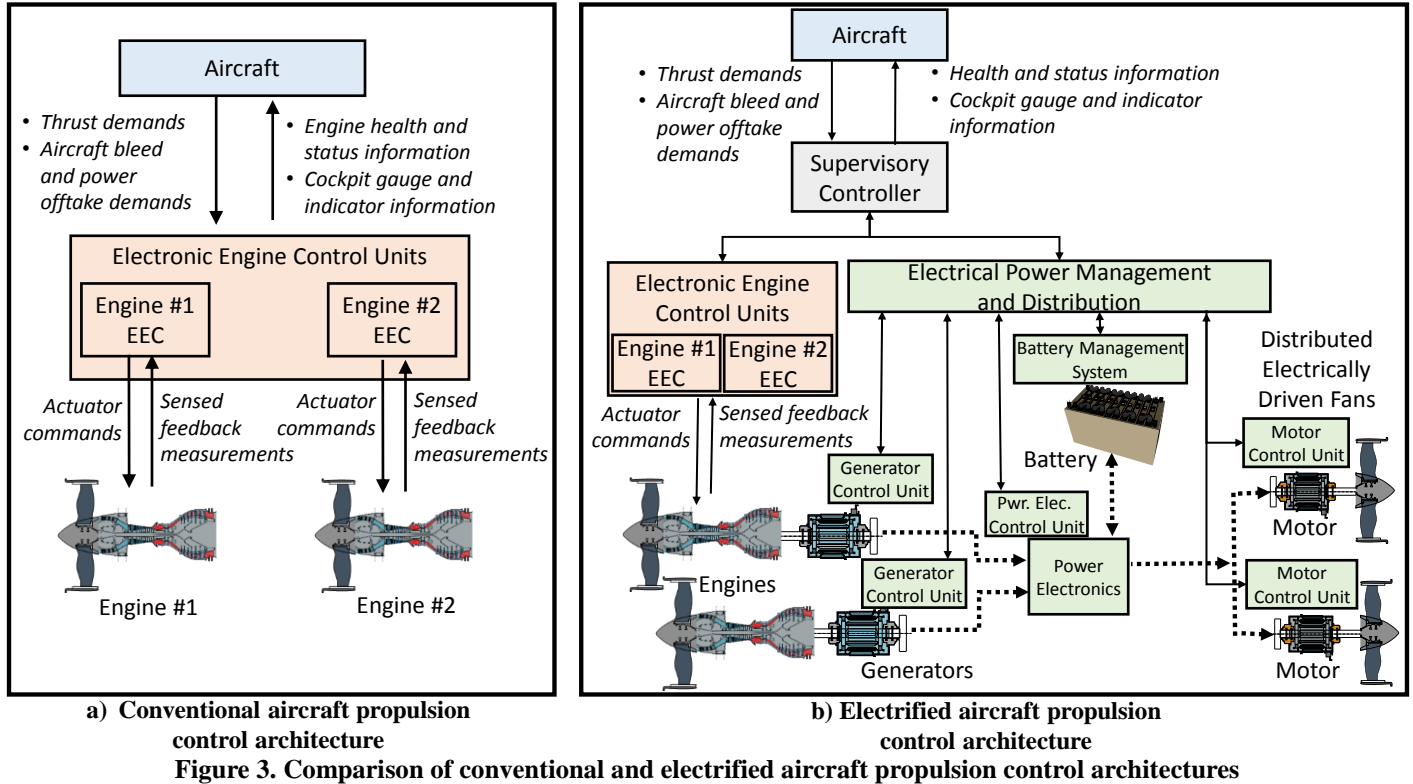 Aircraft
• Thrust demands
• Aircraft bleed
and power
offtake demands
• Engine health and
status information
• Cockpit gauge and
indicator information
Electronic Engine Control Units
Engine #1
EEC
Engine #2
EEC
Actuator
commands
Sensed
feedback
measurements
Actuator
commands
Sensed
feedback
measurements
Engine #1
Engine #2
a) Conventional aircraft propulsion
control architecture
Aircraft
• Thrust demands
• Aircraft bleed and
power offtake
demands
• Health and status information
• Cockpit gauge and indicator
information
Supervisory
Controller
Electronic Engine
Control Units
Engine #1
EEC
Engine #2
EEC
Electrical Power Management
and Distribution
Actuator
commands
Sensed feedback
measurements
Battery Management
System
Battery
Distributed
Electrically
Driven Fans
Generator
Control Unit
Pwr. Elec.
Control Unit
Motor
Control Unit
Motor
Engines
Generator
Control Unit
Power
Electronics
Motor
Control Unit
Generators
Motor
b) Electrified aircraft propulsion
control architecture
Figure 3. Comparison of conventional and electrified aircraft propulsion control architectures